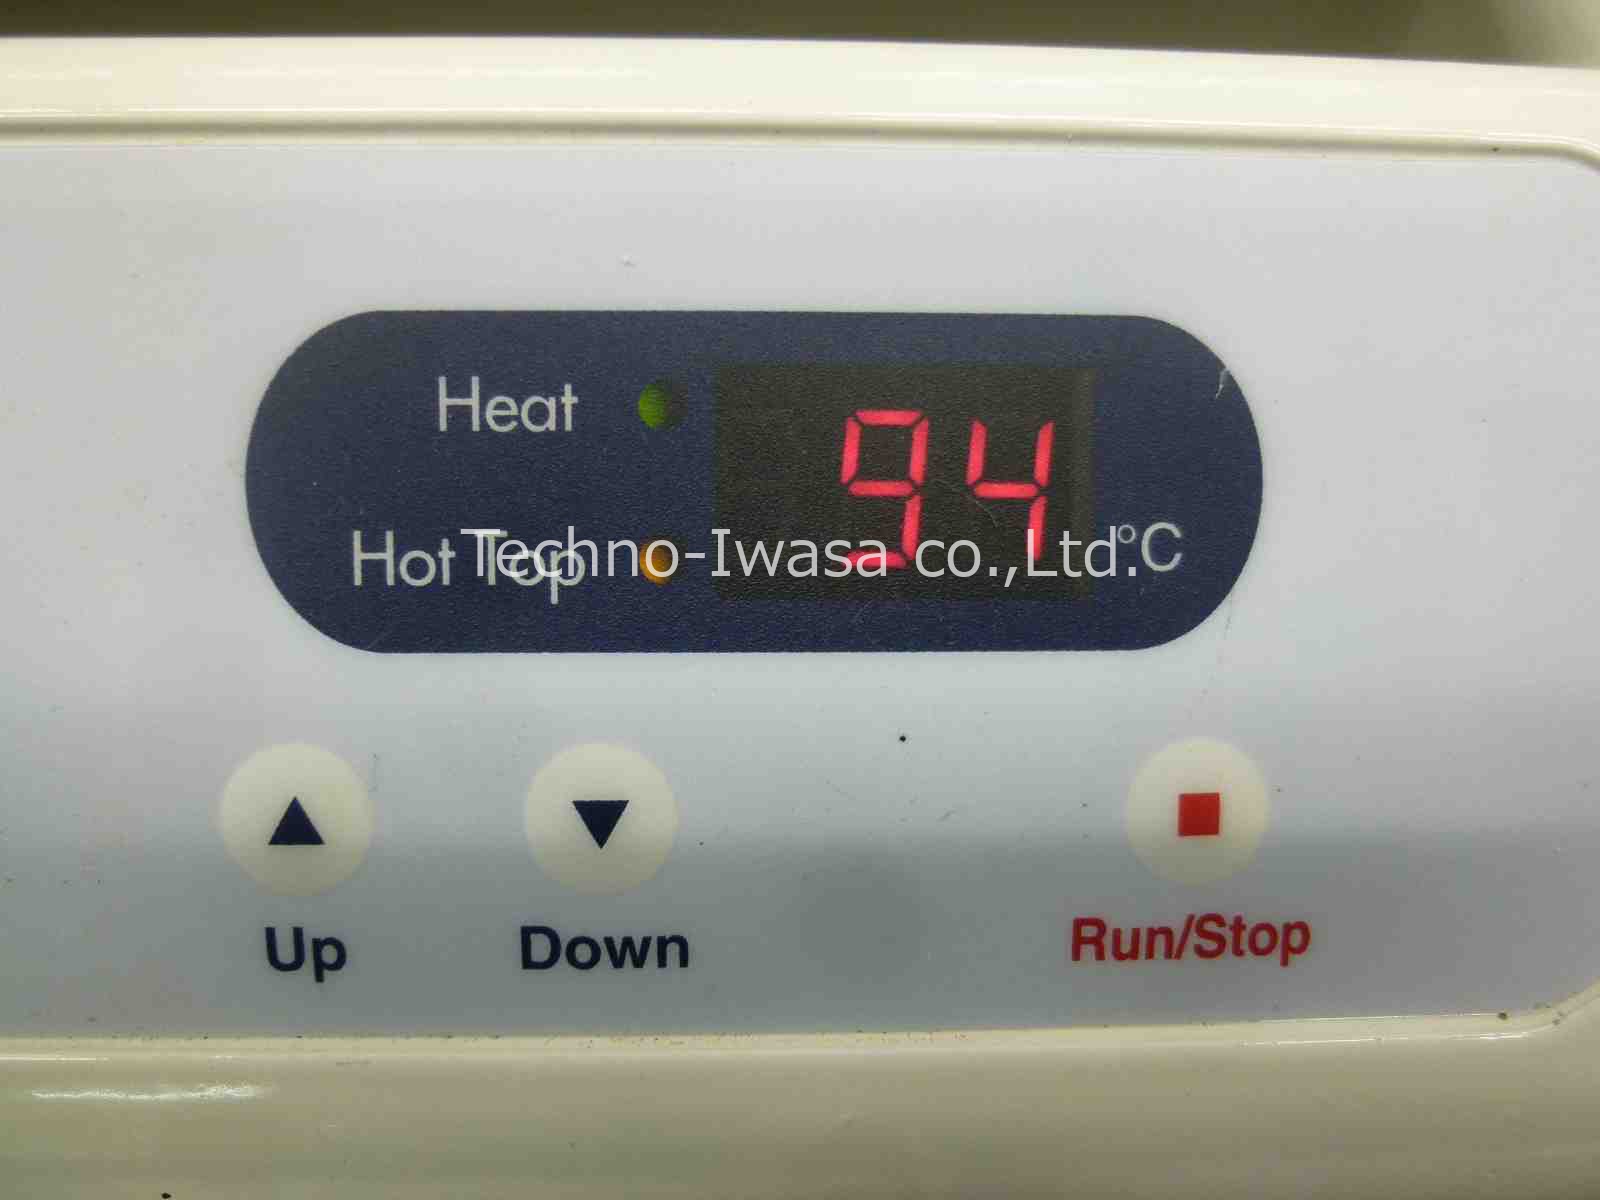 Heat
94
Hot Top
°C
Techno-Iwasa co.,Ltd.
Up
Down
Run/Stop